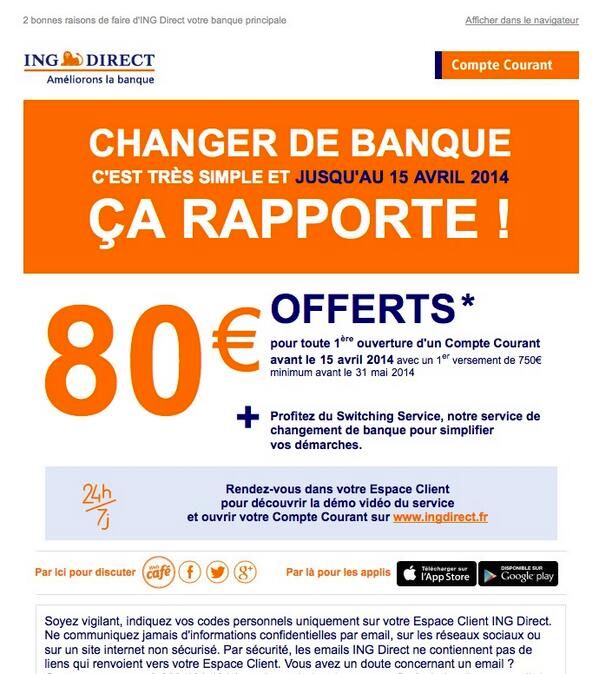 2 bonnes raisons de faire d'ING Direct votre banque principale
Afficher dans le navigateur
ING DIRECT
Améliorons la banque
Compte Courant
CHANGER DE BANQUE
C'EST TRÈS SIMPLE ET JUSQU'AU 15 AVRIL 2014
ÇA RAPPORTE !
80€
OFFERTS*
pour toute 1ère ouverture d'un Compte Courant
avant le 15 avril 2014 avec un 1er versement de 750€
minimum avant le 31 mai 2014
+ Profitez du Switching Service, notre service de
changement de banque pour simplifier
vos démarches.
24h/7j
Rendez-vous dans votre Espace Client
pour découvrir la démo vidéo du service
et ouvrir votre Compte Courant sur www.ingdirect.fr
Par ici pour discuter
web café
f
g+
Par là pour les applis
Télécharger sur
l'App Store
DISPONIBLE SUR
Google play
Soyez vigilant, indiquez vos codes personnels uniquement sur votre Espace Client ING Direct.
Ne communiquez jamais d'informations confidentielles par email, sur les réseaux sociaux ou
sur un site internet non sécurisé. Par sécurité, les emails ING Direct ne contiennent pas de
liens qui renvoient vers votre Espace Client. Vous avez un doute concernant un email ?